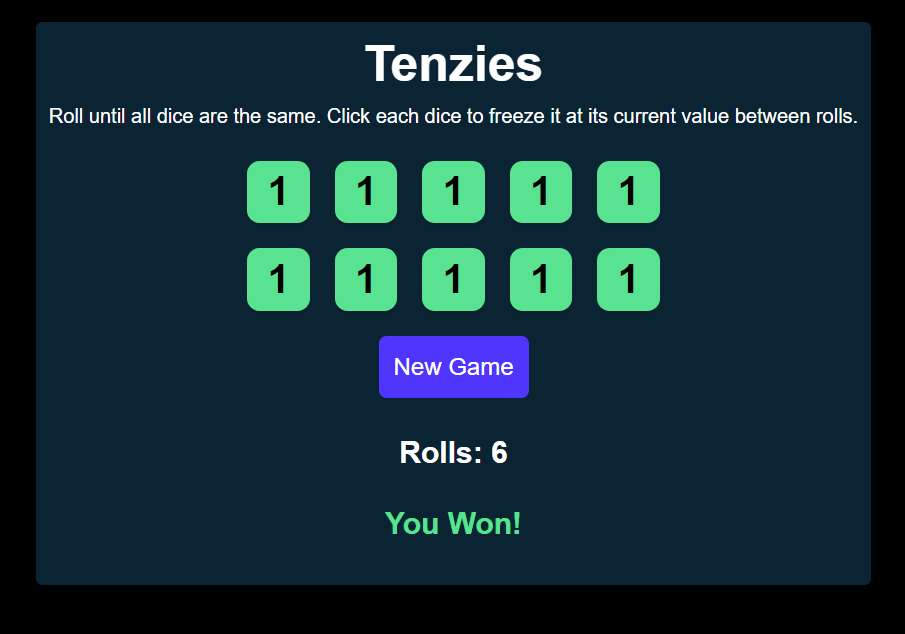 Tenzies
Roll until all dice are the same. Click each dice to freeze it at its current value between rolls.
1 1 1 1 1
1 1 1 1 1
New Game
Rolls: 6
You Won!